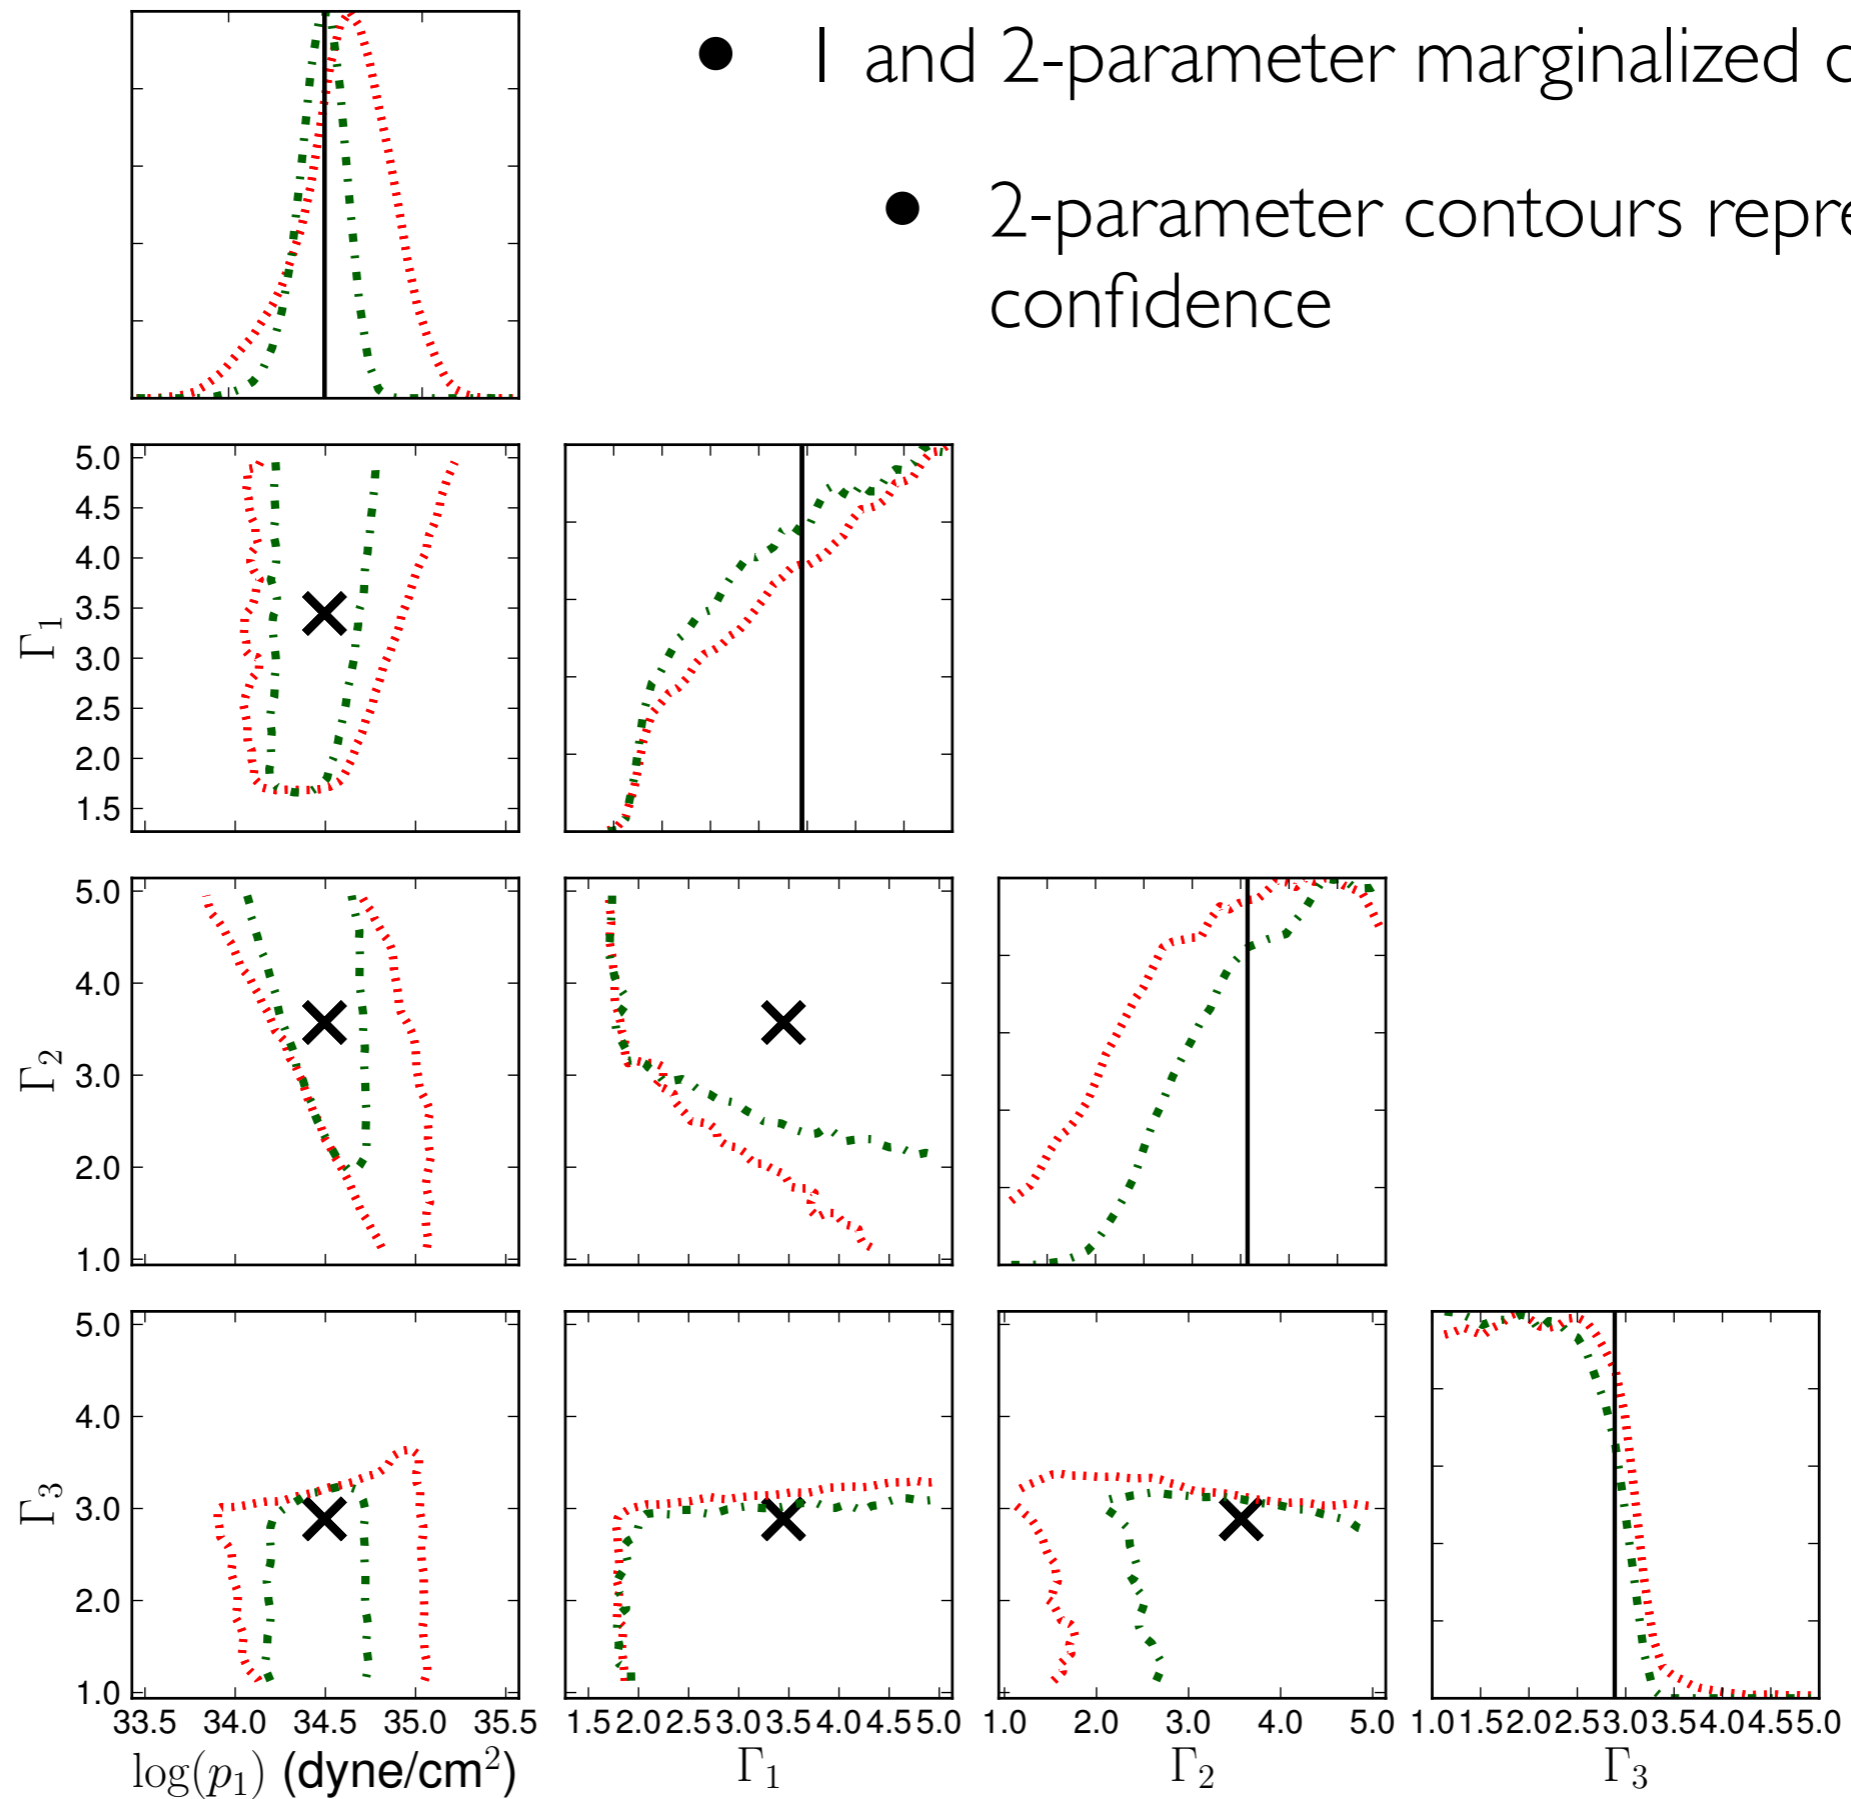 • 1 and 2-parameter marginalized
• 2-parameter contours
confidence
5.0
4.5
4.0
3.5
3.0
2.5
2.0
1.5
Γ₁
5.0
4.0
3.0
2.0
1.0
Γ₂
5.0
4.0
3.0
2.0
1.0
Γ₃
33.5 34.0 34.5 35.0 35.5
1.5 2.0 2.5 3.0 3.5 4.0 4.5 5.0
1.0 2.0 3.0 4.0 5.0
1.0 1.5 2.0 2.5 3.0 3.5 4.0 4.5 5.0
log(p₁) (dyne/cm²)
Γ₁
Γ₂
Γ₃